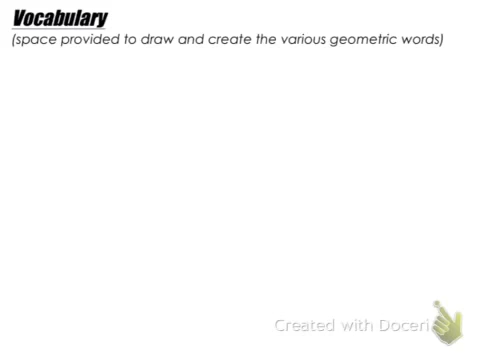 Vocabulary
(space provided to draw and create the various geometric words)
Created with Doceri